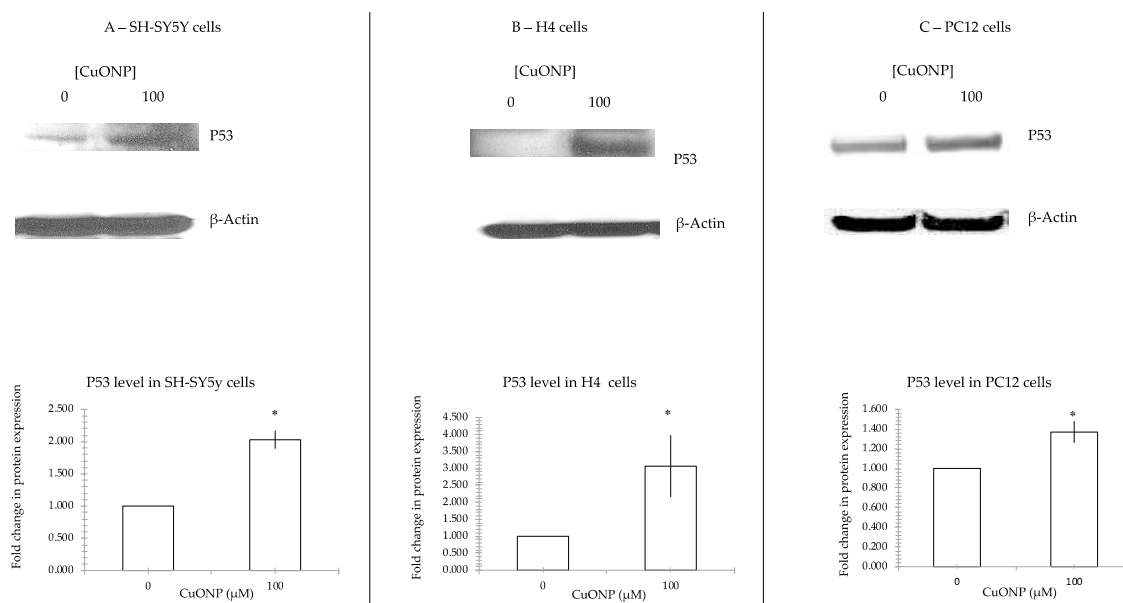 A – SH-SY5Y cells
[CuONP]
0 100
P53
β-Actin
P53 level in SH-SY5y cells
Fold change in protein expression
2.500
2.000
1.500
1.000
0.500
0.000
0 100
CuONP (µM)
B – H4 cells
[CuONP]
0 100
P53
β-Actin
P53 level in H4 cells
Fold change in protein expression
4.500
4.000
3.500
3.000
2.500
2.000
1.500
1.000
0.500
0.000
*
0 100
CuONP (µM)
C – PC12 cells
[CuONP]
0 100
P53
β-Actin
P53 level in PC12 cells
Fold change in protein expression
1.600
1.400
1.200
1.000
0.800
0.600
0.400
0.200
0.000
*
0 100
CuONP (µM)